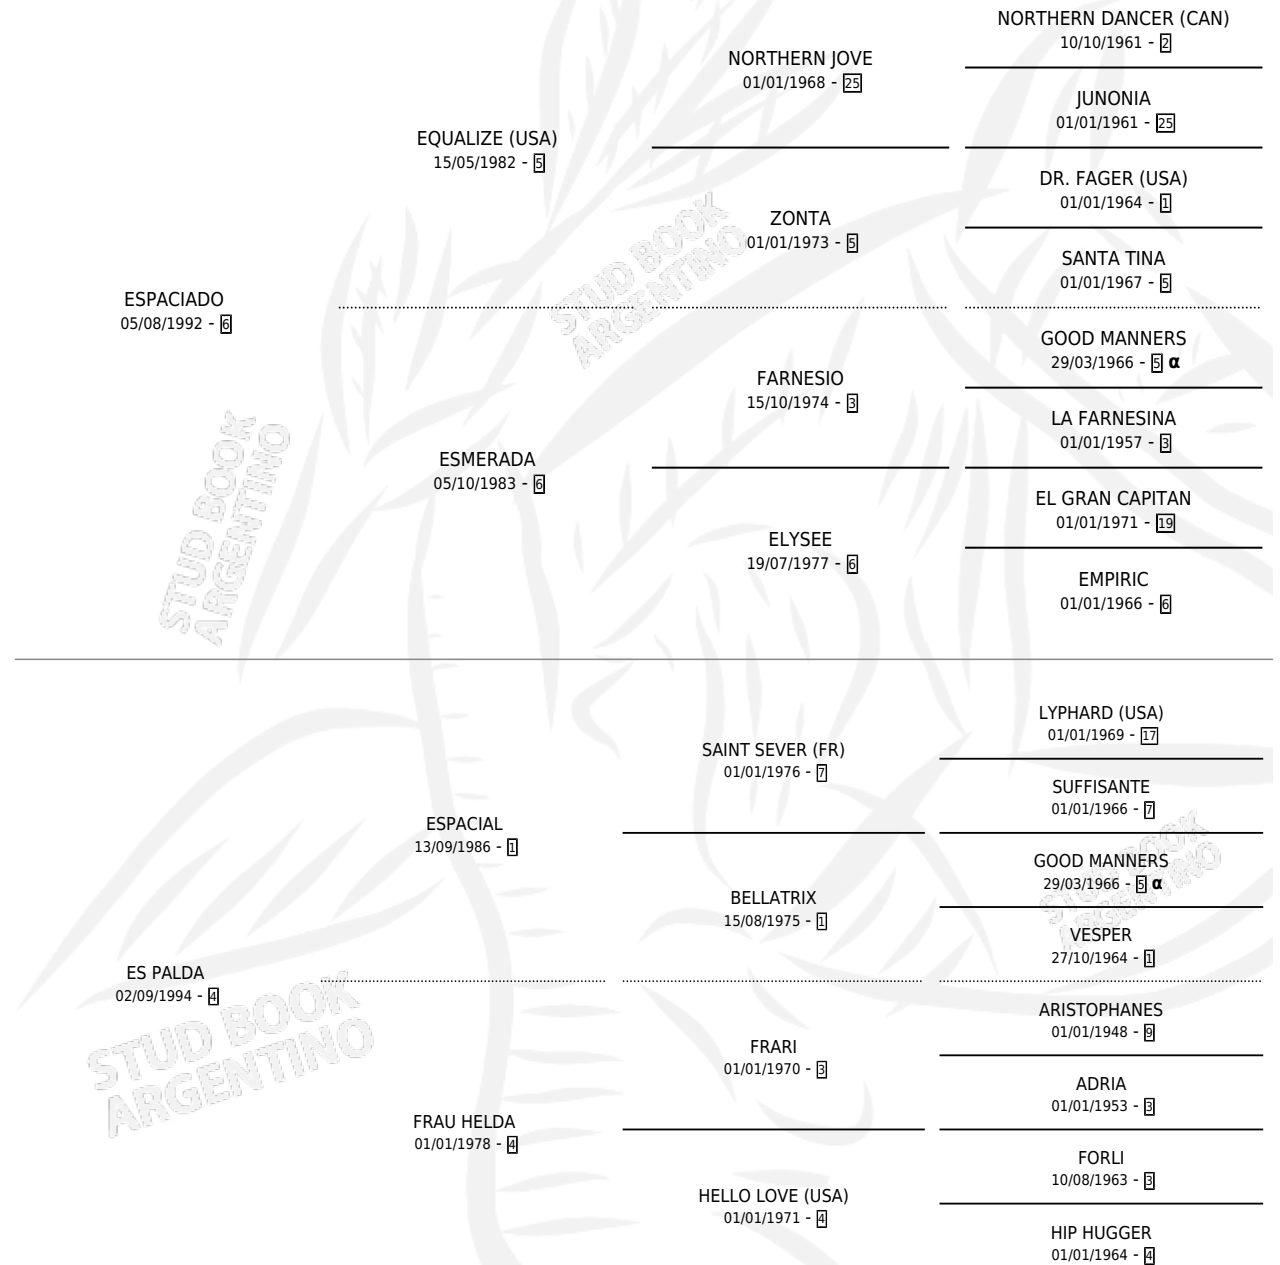 NORTHERN DANCER (CAN)
10/10/1961 - 2
NORTHERN JOVE
01/01/1968 - 25
JUNONIA
01/01/1961 - 25
EQUALIZE (USA)
15/05/1982 - 5
DR. FAGER (USA)
01/01/1964 - 1
ZONTA
01/01/1973 - 5
SANTA TINA
01/01/1967 - 5
STUD BOOK
ARGENTINO
ESPACIADO
05/08/1992 - 6
GOOD MANNERS
29/03/1966 - 5 α
FARNESIO
15/10/1974 - 3
LA FARNESINA
01/01/1957 - 3
ESMERADA
05/10/1983 - 6
EL GRAN CAPITAN
01/01/1971 - 19
ELYSEE
19/07/1977 - 6
EMPIRIC
01/01/1966 - 6
STUD BOOK
ARGENTINO
LYPHARD (USA)
01/01/1969 - 17
SAINT SEVER (FR)
01/01/1976 - 7
SUFFISANTE
01/01/1966 - 7
ESPACIAL
13/09/1986 - 1
GOOD MANNERS
29/03/1966 - 5 α
BELLATRIX
15/08/1975 - 1
VESPER
27/10/1964 - 1
STUD BOOK
ARGENTINO
ES PALDA
02/09/1994 - 4
ARISTOPHANES
01/01/1948 - 9
FRARI
01/01/1970 - 3
ADRIA
01/01/1953 - 3
STUD BOOK
ARGENTINO
FRAU HELDA
01/01/1978 - 4
FORLI
10/08/1963 - 3
HELLO LOVE (USA)
01/01/1971 - 4
HIP HUGGER
01/01/1964 - 4